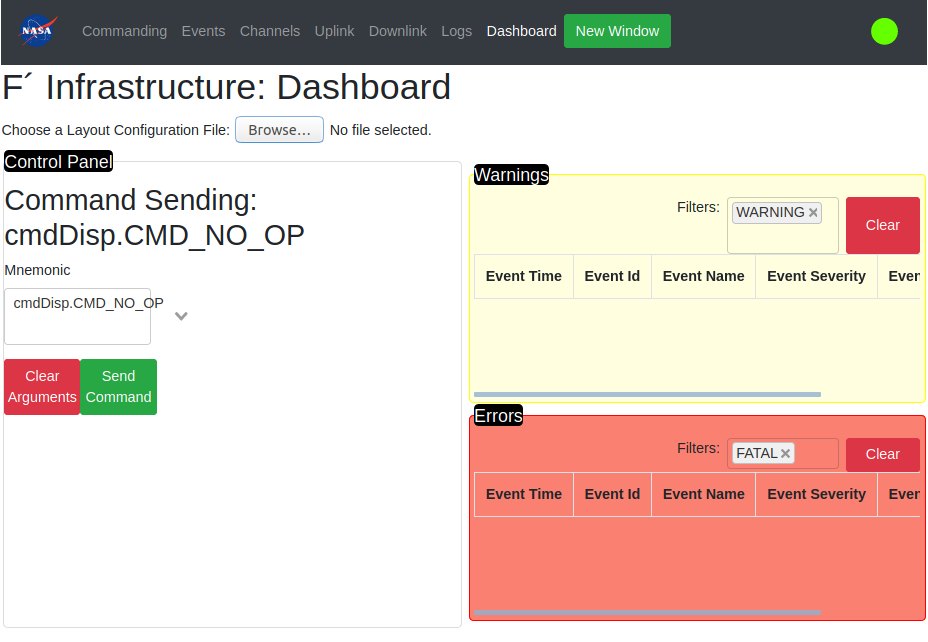 NASA Commanding Events Channels Uplink Downlink Logs Dashboard New Window
F´ Infrastructure: Dashboard
Choose a Layout Configuration File: Browse... No file selected.
Control Panel
Command Sending:
cmdDisp.CMD_NO_OP
Mnemonic
cmdDisp.CMD_NO_OP
Clear
Arguments
Send
Command
Warnings
Filters: WARNING × Clear
Event Time Event Id Event Name Event Severity Even
Errors
Filters: FATAL × Clear
Event Time Event Id Event Name Event Severity Even